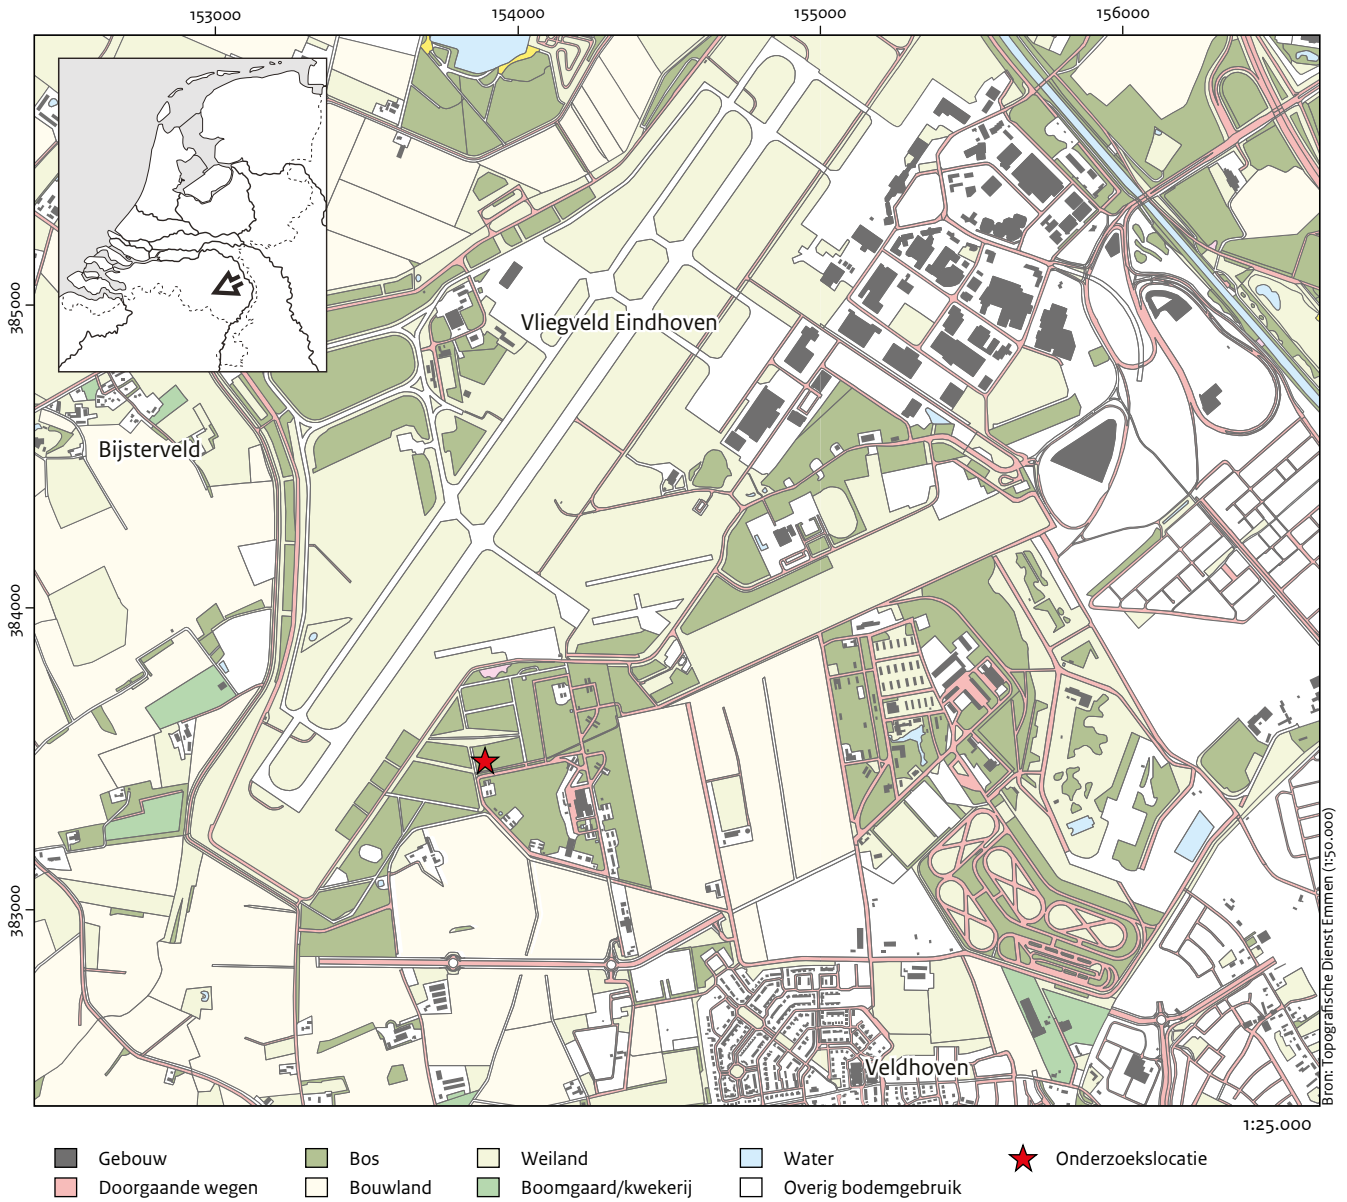 153000
154000
155000
156000
385000
384000
383000
Vliegveld Eindhoven
Bijsterveld
Veldhoven
Bron: Topografische Dienst Emmen (1:50.000)
1:25.000
Gebouw
Bos
Weiland
Water
Onderzoekslocatie
Doorgaande wegen
Bouwland
Boomgaard/kwekerij
Overig bodemgebruik